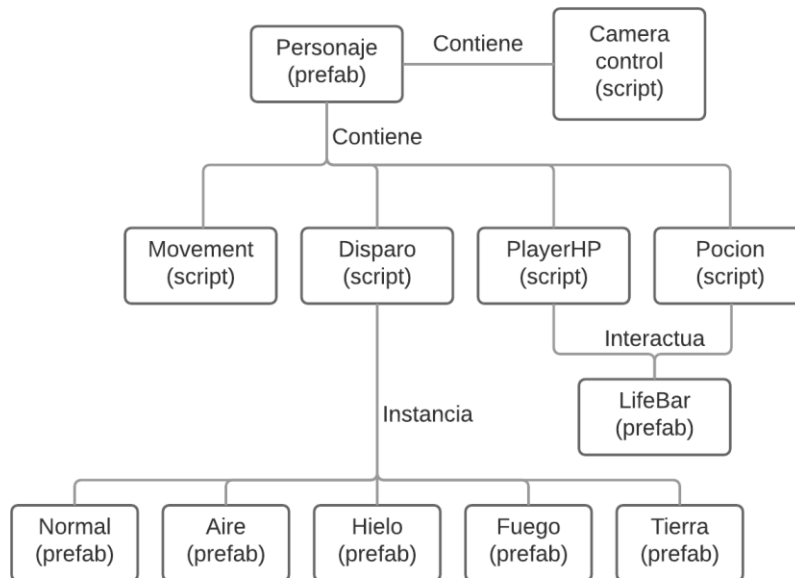 Personaje
(prefab)
Contiene
Camera
control
(script)
Contiene
Movement
(script)
Disparo
(script)
PlayerHP
(script)
Pocion
(script)
Interactua
LifeBar
(prefab)
Instancia
Normal
(prefab)
Aire
(prefab)
Hielo
(prefab)
Fuego
(prefab)
Tierra
(prefab)